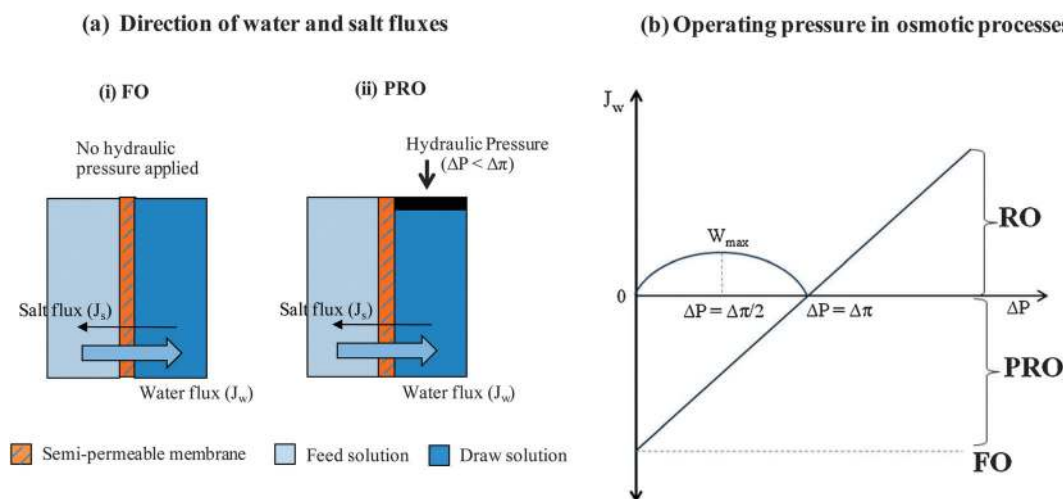 (a) Direction of water and salt fluxes
(i) FO
(ii) PRO
No hydraulic
pressure applied
Hydraulic Pressure
(ΔP < Δπ)
Salt flux (Js)
Salt flux (Js)
Water flux (Jw)
Water flux (Jw)
Semi-permeable membrane
Feed solution
Draw solution
(b) Operating pressure in osmotic processes
Jw
Wmax
RO
0
ΔP = Δπ/2
ΔP = Δπ
ΔP
PRO
FO